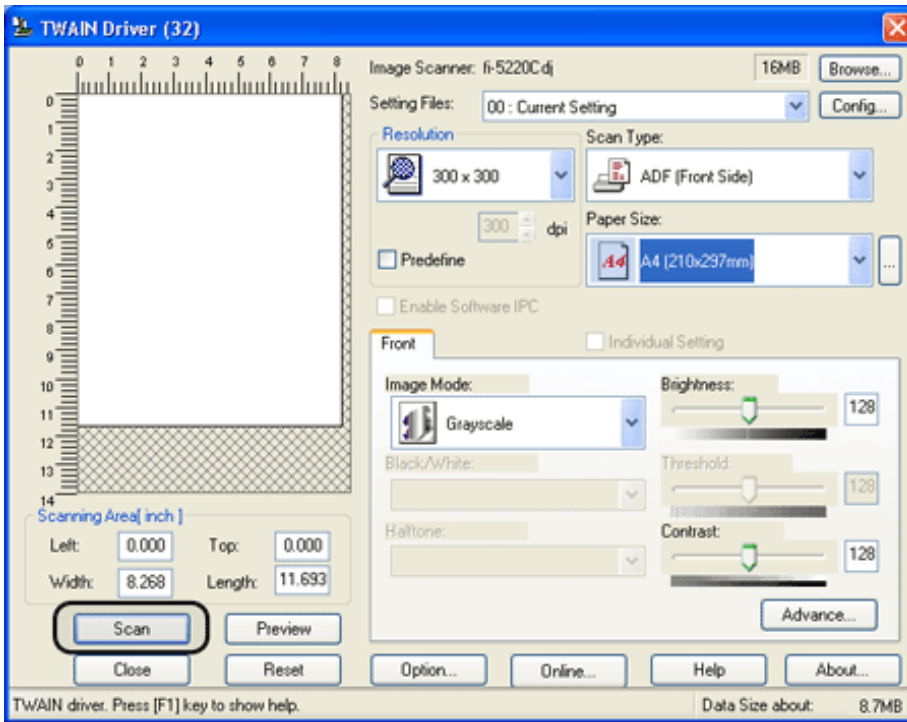 TWAIN Driver (32)
0 1 2 3 4 5 6 7 8
0
1
2
3
4
5
6
7
8
9
10
11
12
13
14
Image Scanner: fi-5220Cdj
16MB
Browse...
Setting Files:
00 : Current Setting
Config...
Resolution
300 x 300
300
dpi
Predefine
Scan Type:
ADF (Front Side)
Paper Size:
A4
A4 (210x297mm)
...
Enable Software IPC
Front
Individual Setting
Image Mode:
Grayscale
Black/White:
Halftone:
Brightness:
128
Threshold:
128
Contrast:
128
Advance...
Scanning Area[ inch ]
Left: 0.000 Top: 0.000
Width: 8.268 Length: 11.693
Scan
Preview
Close
Reset
Option...
Online...
Help
About...
TWAIN driver. Press [F1] key to show help.
Data Size about: 8.7MB